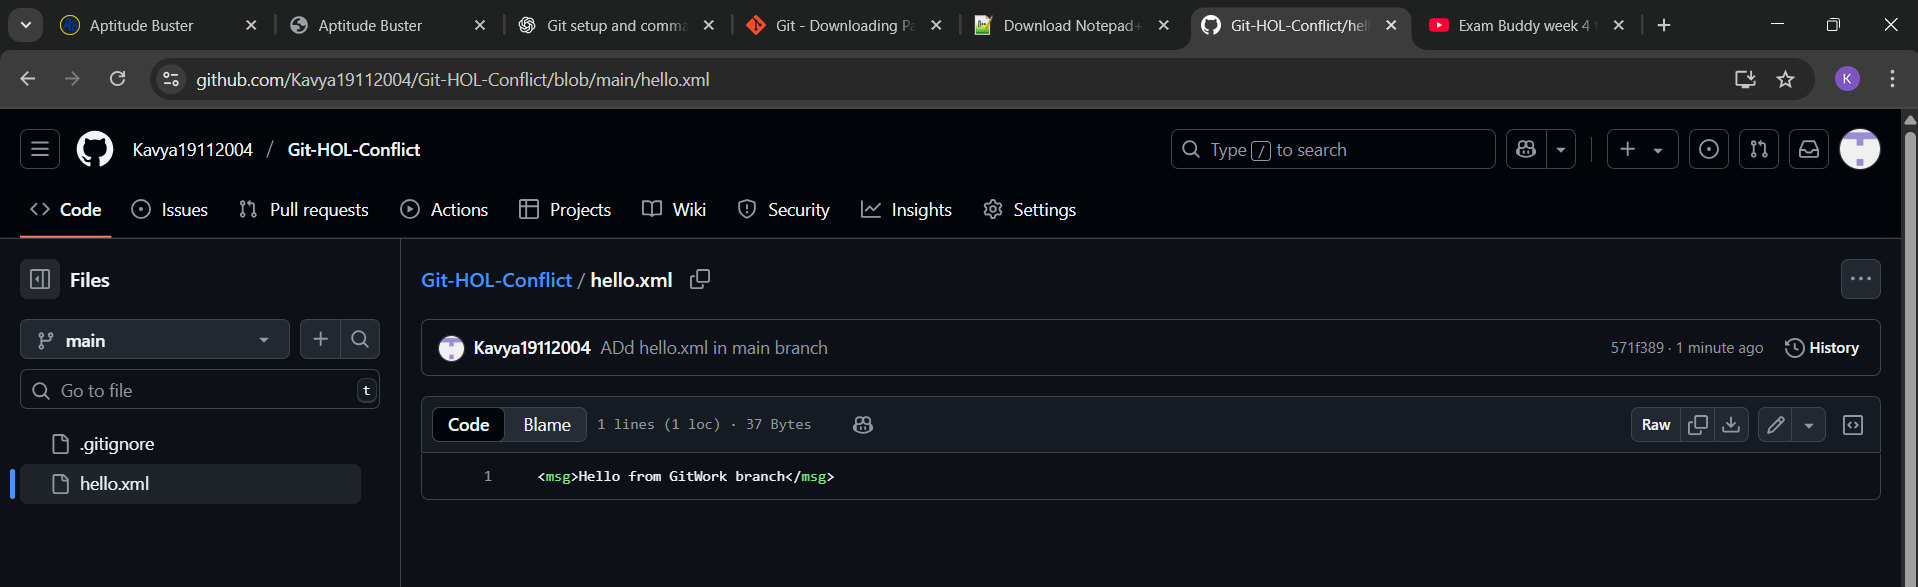 Aptitude Buster
Aptitude Buster
Git setup and comma
Git - Downloading Pa
Download Notepad+
Git-HOL-Conflict/hel
Exam Buddy week 4
github.com/Kavya19112004/Git-HOL-Conflict/blob/main/hello.xml
K
Kavya19112004 / Git-HOL-Conflict
Type / to search
Code
Issues
Pull requests
Actions
Projects
Wiki
Security
Insights
Settings
Files
main
Go to file
t
.gitignore
hello.xml
Git-HOL-Conflict / hello.xml
Kavya19112004 ADd hello.xml in main branch
571f389 · 1 minute ago
History
Code
Blame
1 lines (1 loc) · 37 Bytes
Raw
1 <msg>Hello from GitWork branch</msg>